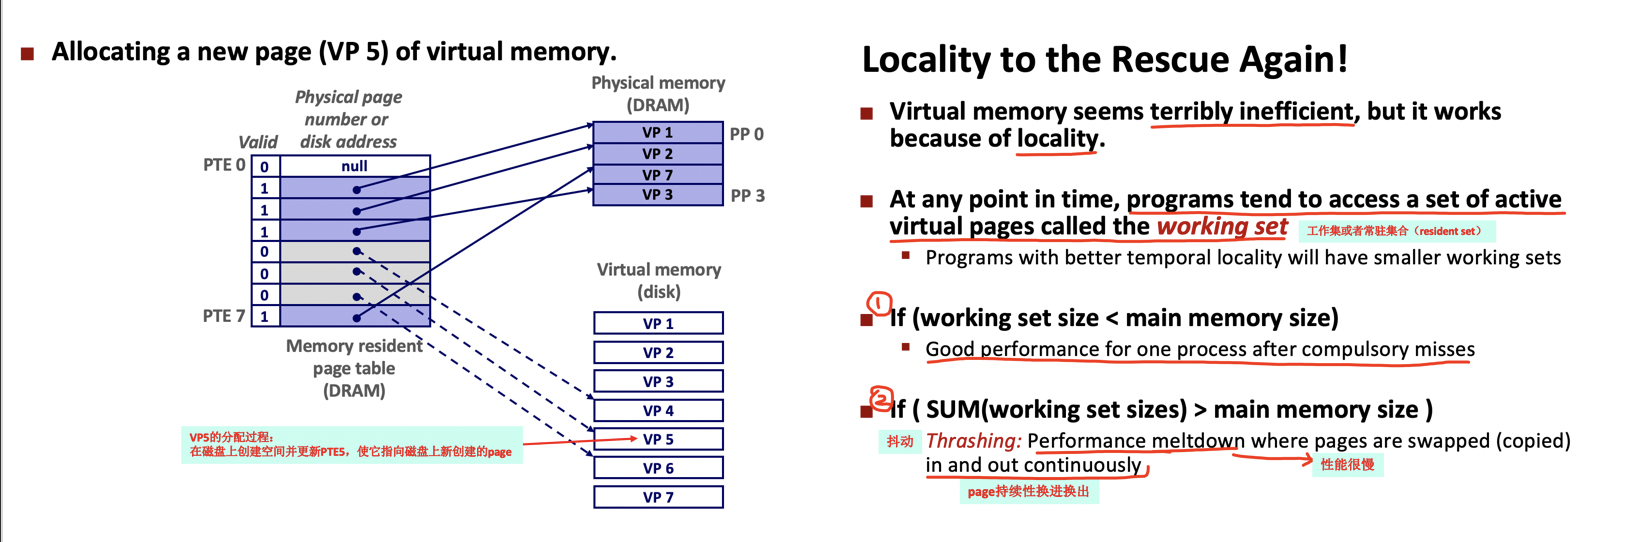 Allocating a new page (VP 5) of virtual memory.
Physical page
number or
disk address
Valid
PTE 0
0
null
1
1
1
0
0
0
PTE 7
1
Memory resident
page table
(DRAM)
Physical memory
(DRAM)
VP 1
PP 0
VP 2
VP 7
VP 3
PP 3
Virtual memory
(disk)
VP 1
VP 2
VP 3
VP 4
VP 5
VP 6
VP 7
VP5的分配过程：
在磁盘上创建空间并更新PTE5，使它指向磁盘上新创建的page
Locality to the Rescue Again!
Virtual memory seems terribly inefficient, but it works
because of locality.
At any point in time, programs tend to access a set of active
virtual pages called the working set
工作集或者常驻集合（resident set）
Programs with better temporal locality will have smaller working sets
①
If (working set size < main memory size)
Good performance for one process after compulsory misses
②
If ( SUM(working set sizes) > main memory size )
抖动
Thrashing: Performance meltdown where pages are swapped (copied)
in and out continuously
性能很慢
page持续性换进换出